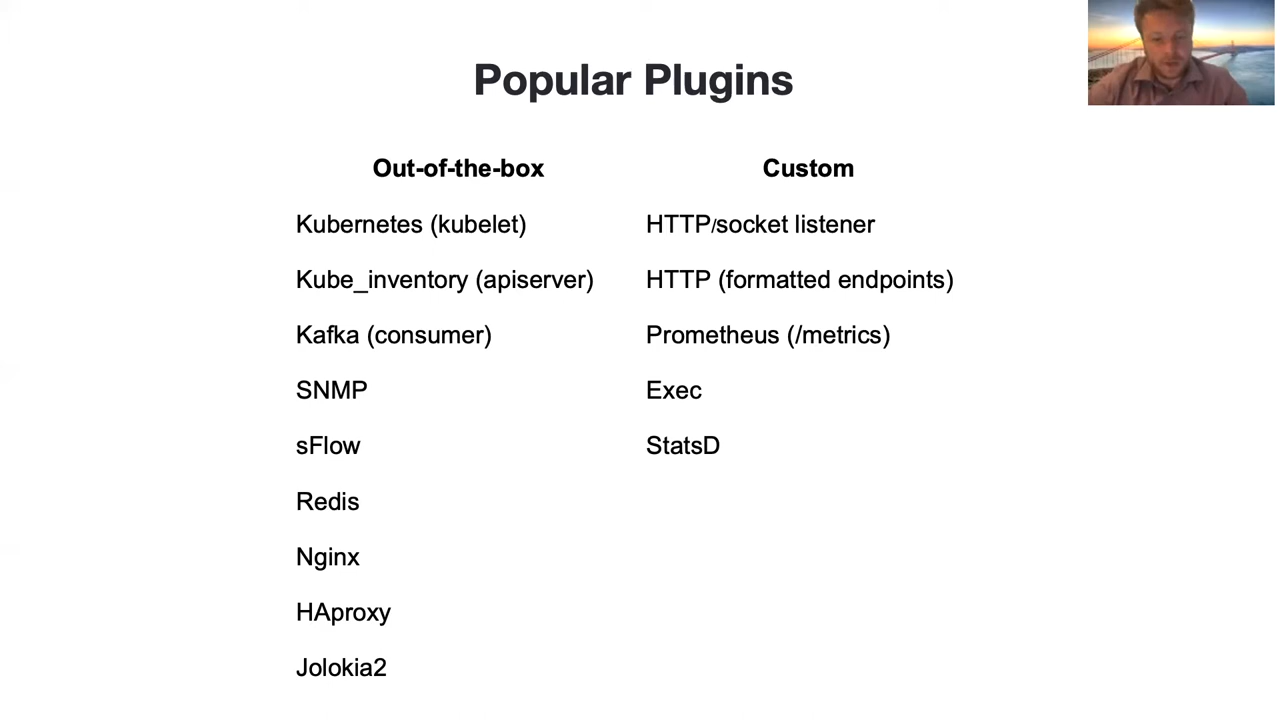 Popular Plugins
Out-of-the-box
Kubernetes (kubelet)
Kube_inventory (apiserver)
Kafka (consumer)
SNMP
sFlow
Redis
Nginx
HAproxy
Jolokia2
Custom
HTTP/socket listener
HTTP (formatted endpoints)
Prometheus (/metrics)
Exec
StatsD